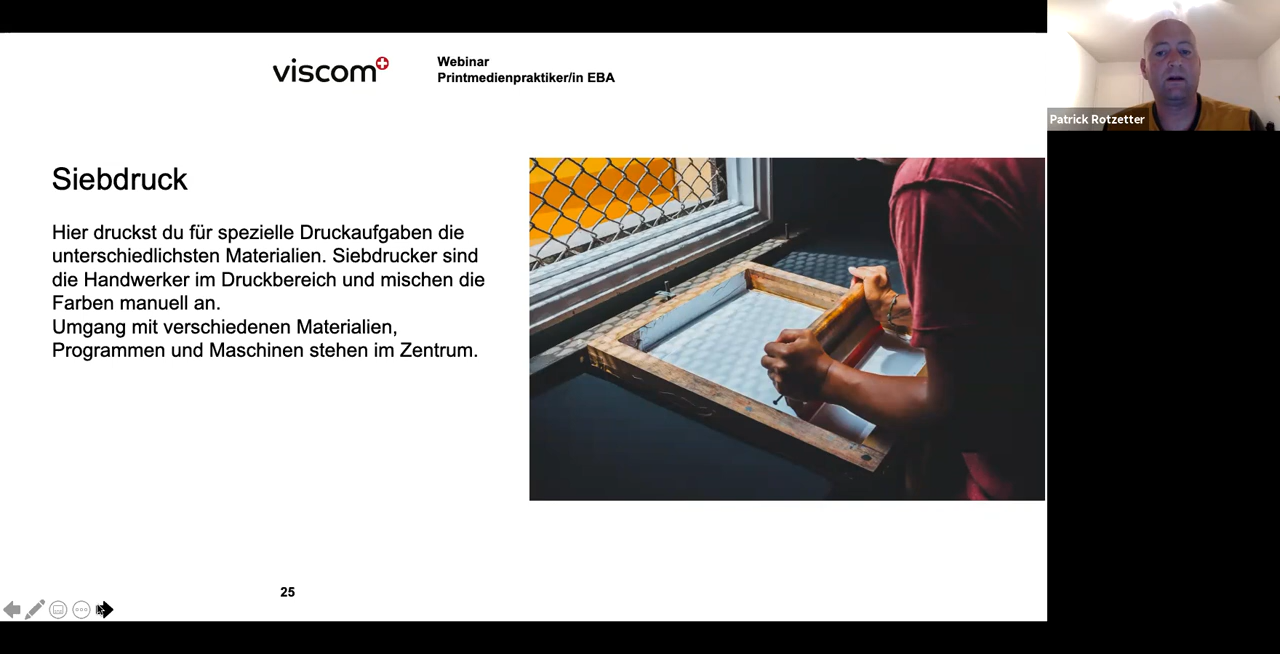 viscom
Webinar
Printmedienpraktiker/in EBA
Patrick Rotzetter
Siebdruck
Hier druckst du für spezielle Druckaufgaben die
unterschiedlichsten Materialien. Siebdrucker sind
die Handwerker im Druckbereich und mischen die
Farben manuell an.
Umgang mit verschiedenen Materialien,
Programmen und Maschinen stehen im Zentrum.
25